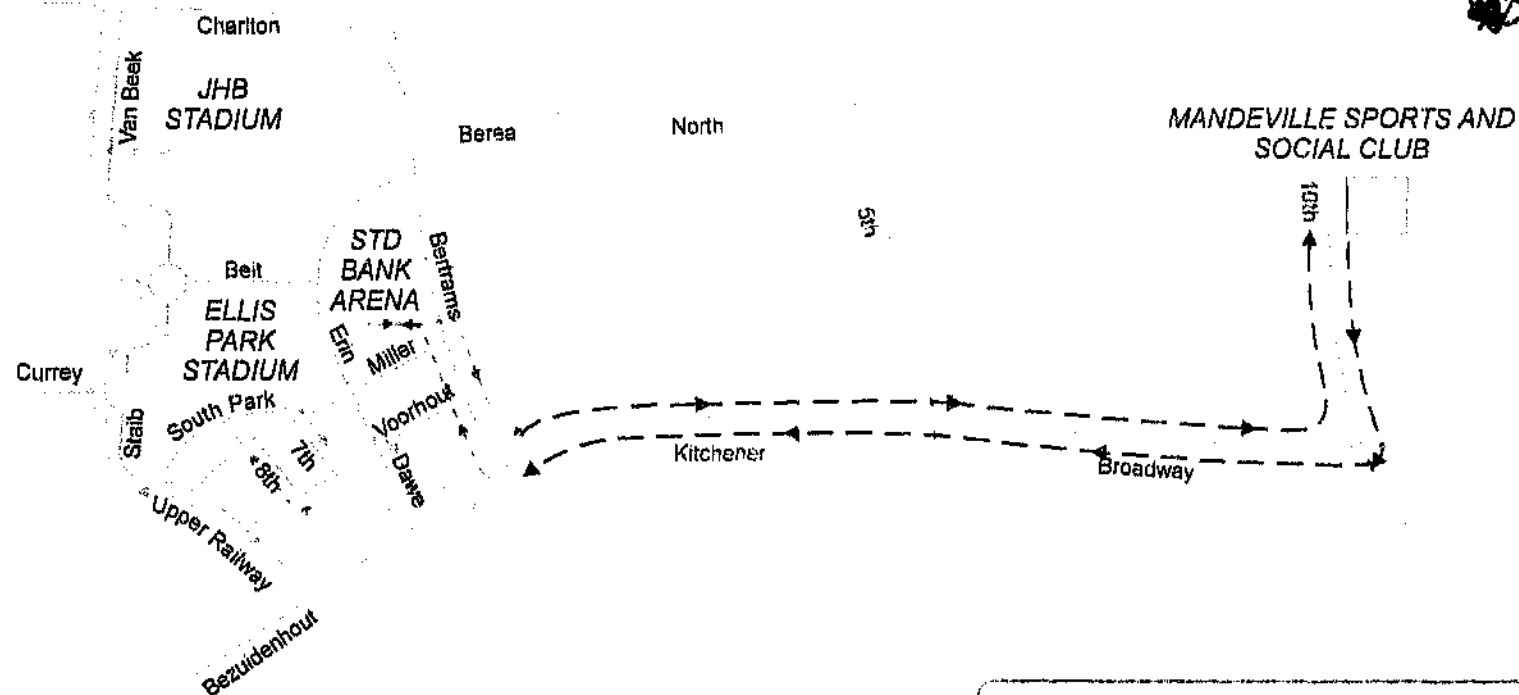 Charlton
Van Beek
JHB
STADIUM
Berea
North
MANDEVILLE SPORTS AND
SOCIAL CLUB
10th
5th
STD
BANK
ARENA
Bertrams
Beit
ELLIS
PARK
STADIUM
Erin
Miller
Currey
South Park
Voorhout
Staib
7th
8th
Dawe
Kitchener
Broadway
Upper Railway
Bezuidenhout